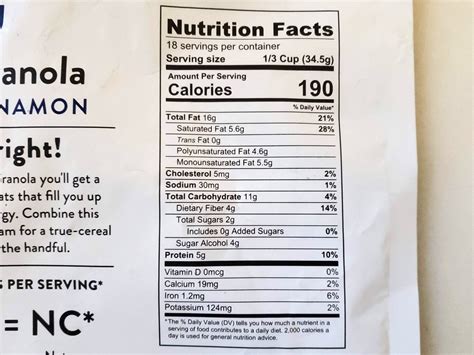 anola
NAMON
right!
ranola you'll get a
ats that fill you up
gy. Combine this
am for a true-cereal
the handful.
PER SERVING*
= NC*
Nutrition Facts
18 servings per container
Serving size 1/3 Cup (34.5g)
Amount Per Serving
Calories 190
% Daily Value*
Total Fat 16g 21%
Saturated Fat 5.6g 28%
Trans Fat 0g
Polyunsaturated Fat 4.6g
Monounsaturated Fat 5.5g
Cholesterol 5mg 2%
Sodium 30mg 1%
Total Carbohydrate 11g 4%
Dietary Fiber 4g 14%
Total Sugars 2g
Includes 0g Added Sugars 0%
Sugar Alcohol 4g
Protein 5g 10%
Vitamin D 0mcg 0%
Calcium 19mg 2%
Iron 1.2mg 6%
Potassium 124mg 2%
*The % Daily Value (DV) tells you how much a nutrient in a
serving of food contributes to a daily diet. 2,000 calories a
day is used for general nutrition advice.